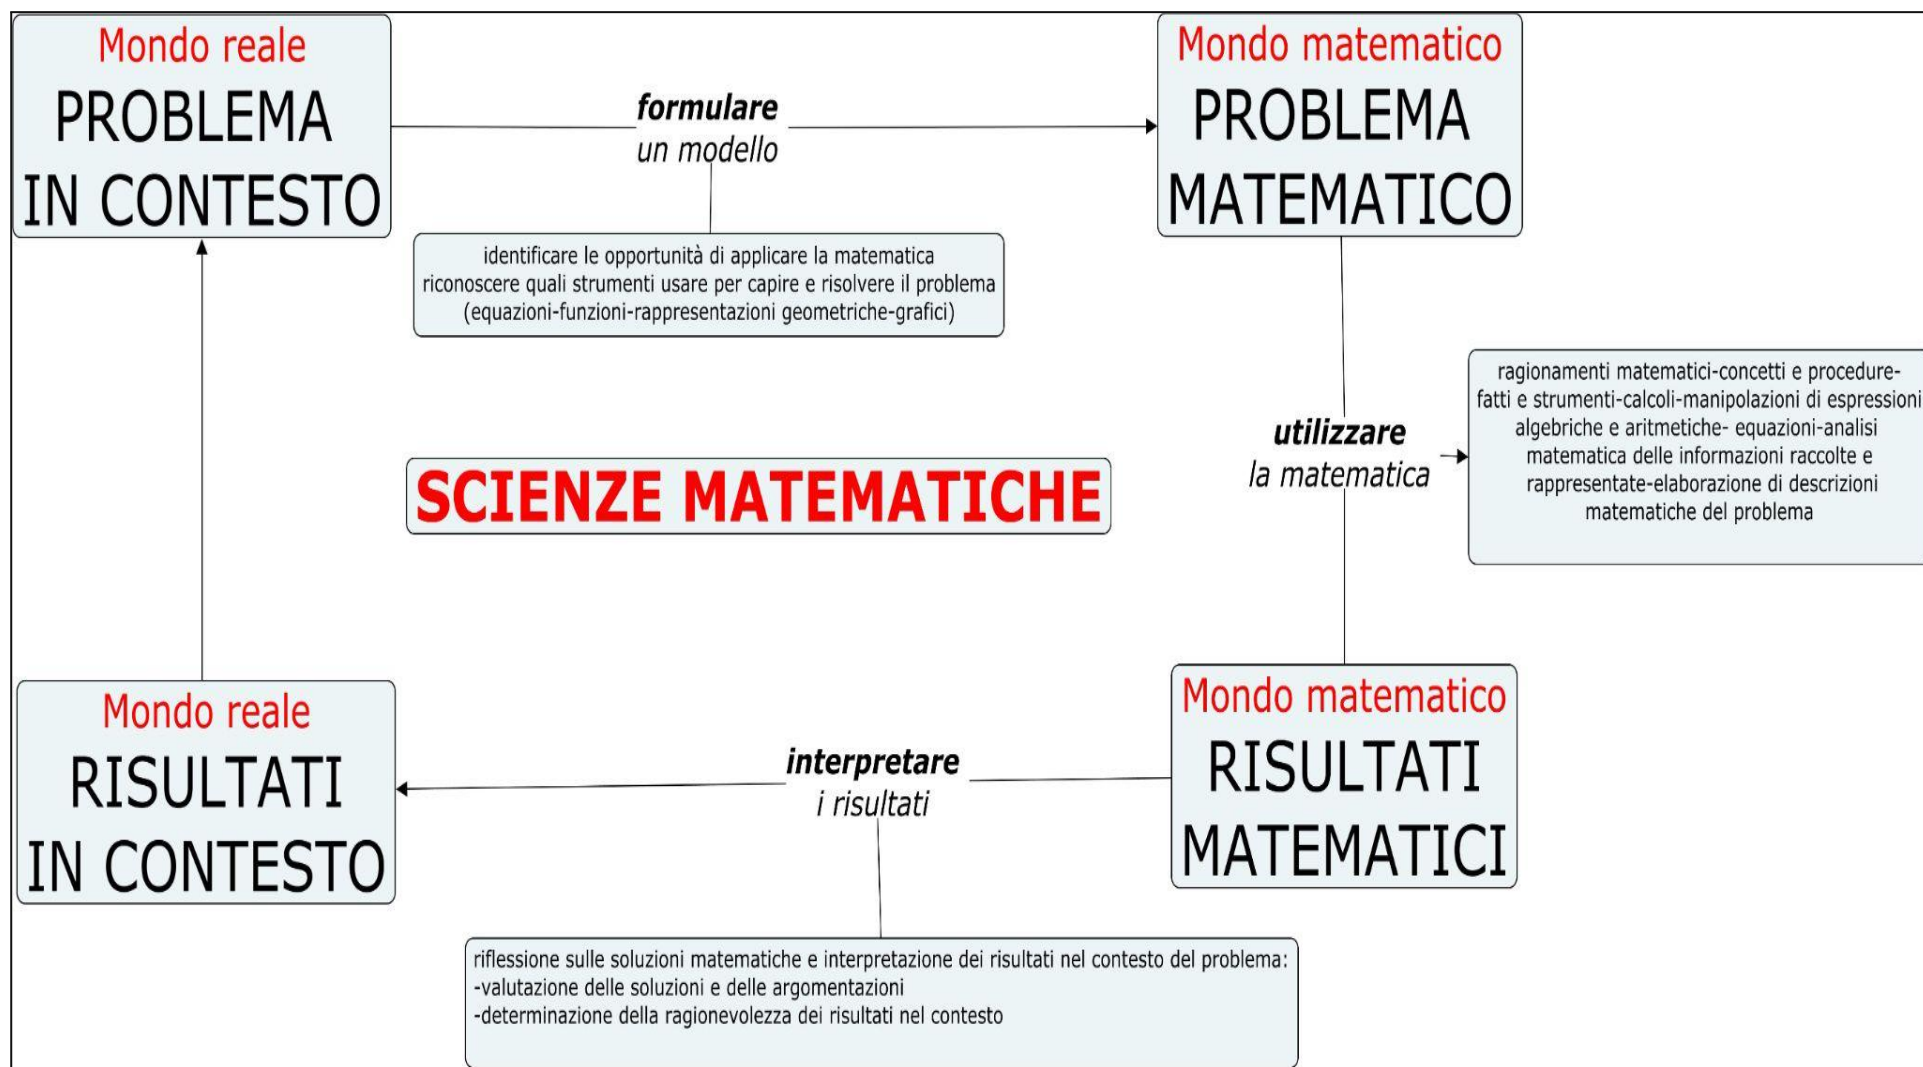 Mondo reale
PROBLEMA
IN CONTESTO
formulare
un modello
Mondo matematico
PROBLEMA
MATEMATICO
identificare le opportunità di applicare la matematica
riconoscere quali strumenti usare per capire e risolvere il problema
(equazioni-funzioni-rappresentazioni geometriche-grafici)
SCIENZE MATEMATICHE
utilizzare
la matematica
ragionamenti matematici-concetti e procedure-
fatti e strumenti-calcoli-manipolazioni di espressioni
algebriche e aritmetiche- equazioni-analisi
matematica delle informazioni raccolte e
rappresentate-elaborazione di descrizioni
matematiche del problema
Mondo reale
RISULTATI
IN CONTESTO
interpretare
i risultati
Mondo matematico
RISULTATI
MATEMATICI
riflessione sulle soluzioni matematiche e interpretazione dei risultati nel contesto del problema:
-valutazione delle soluzioni e delle argomentazioni
-determinazione della ragionevolezza dei risultati nel contesto